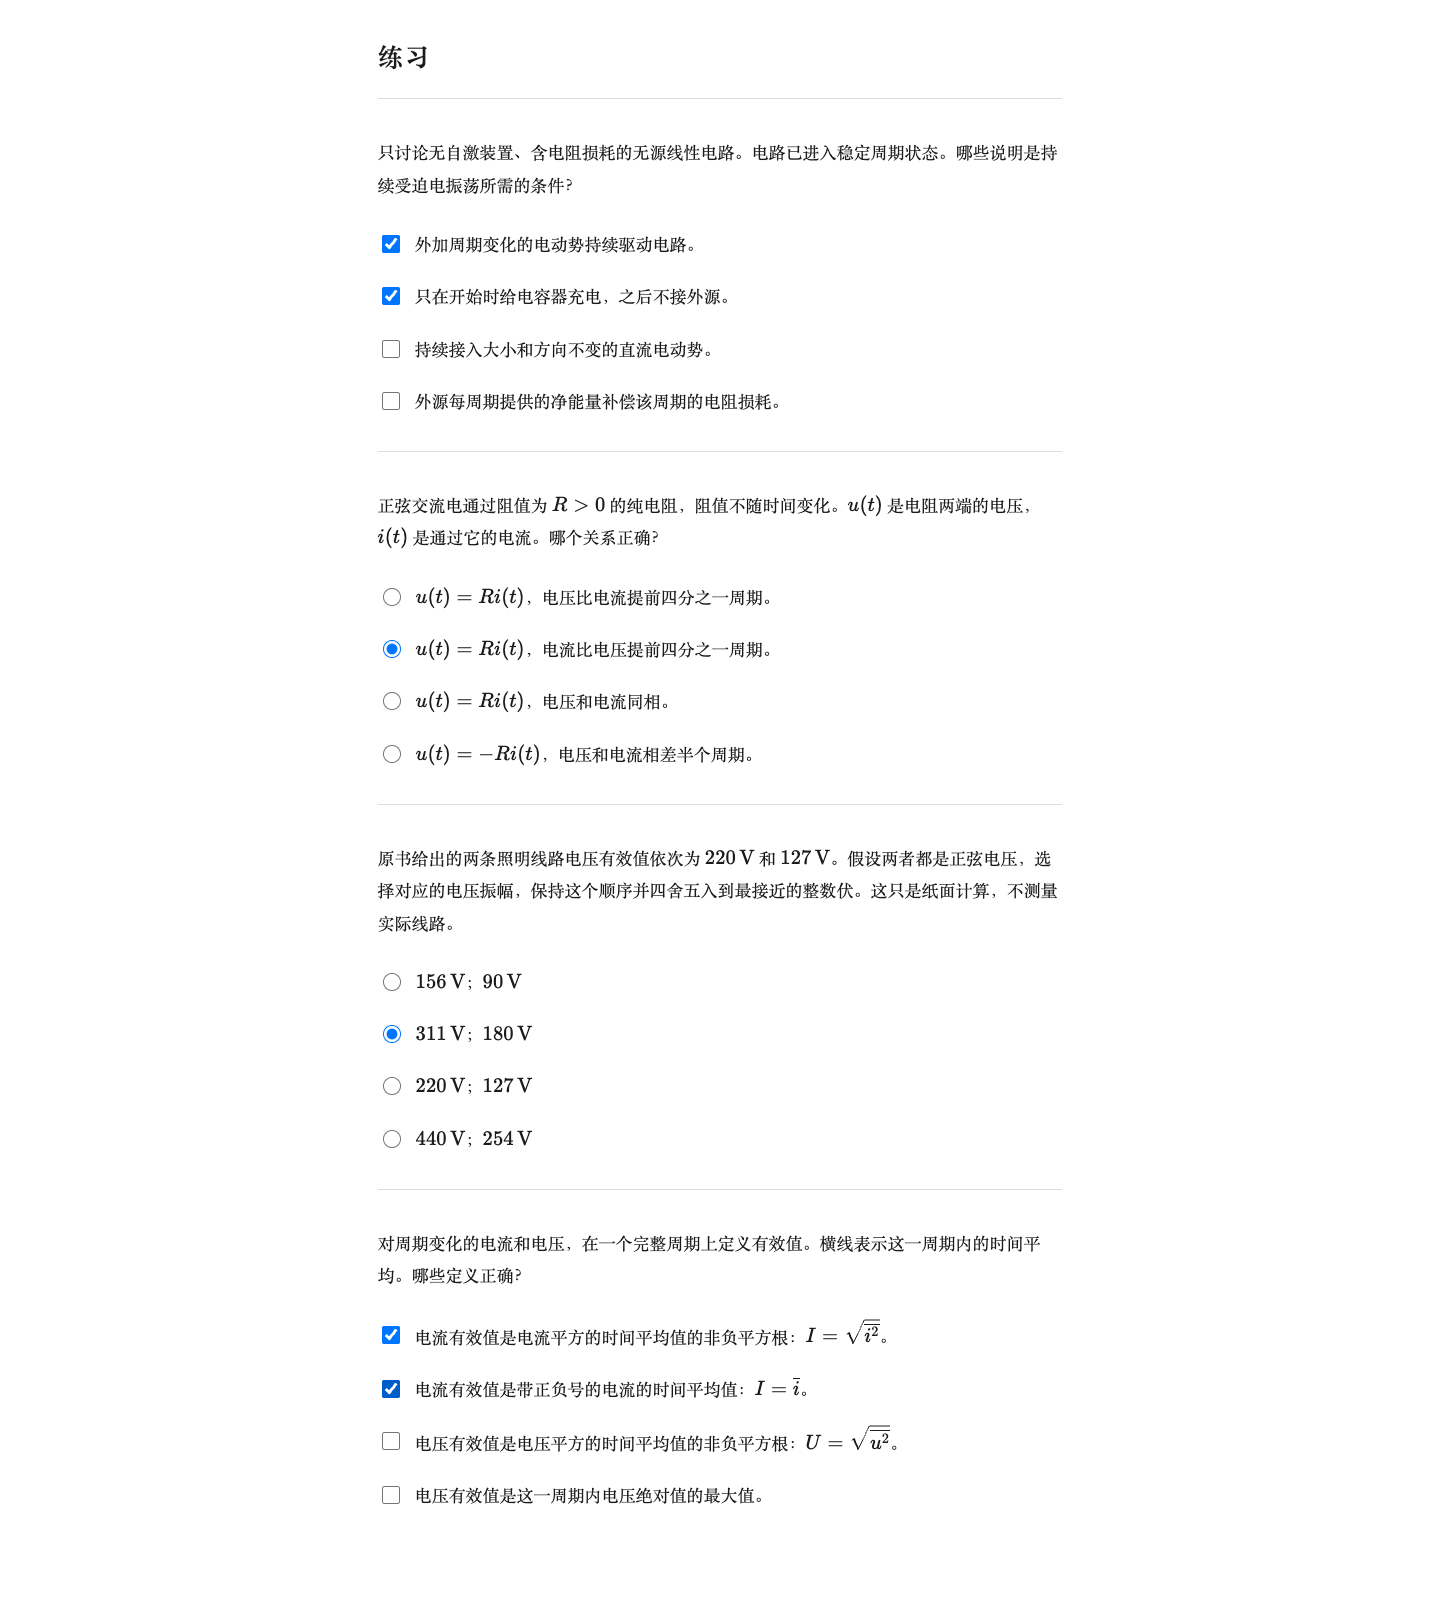 练习
只讨论无自激装置、含电阻损耗的无源线性电路。电路已进入稳定周期状态。哪些说明是持
续受迫电振荡所需的条件?
外加周期变化的电动势持续驱动电路。
只在开始时给电容器充电，之后不接外源。
持续接入大小和方向不变的直流电动势。
外源每周期提供的净能量补偿该周期的电阻损耗。
正弦交流电通过阻值为 R > 0 的纯电阻，阻值不随时间变化。u(t) 是电阻两端的电压，
i(t) 是通过它的电流。哪个关系正确?
u(t) = Ri(t)，电压比电流提前四分之一周期。
u(t) = Ri(t)，电流比电压提前四分之一周期。
u(t) = Ri(t)，电压和电流同相。
u(t) = −Ri(t)，电压和电流相差半个周期。
原书给出的两条照明线路电压有效值依次为 220 V 和 127 V。假设两者都是正弦电压，选
择对应的电压振幅，保持这个顺序并四舍五入到最接近的整数伏。这只是纸面计算，不测量
实际线路。
156 V；90 V
311 V；180 V
220 V；127 V
440 V；254 V
对周期变化的电流和电压，在一个完整周期上定义有效值。横线表示这一周期内的时间平
均。哪些定义正确?
电流有效值是电流平方的时间平均值的非负平方根：I = √(i̅²)。
电流有效值是带正负号的电流的时间平均值：I = i̅。
电压有效值是电压平方的时间平均值的非负平方根：U = √(u̅²)。
电压有效值是这一周期内电压绝对值的最大值。